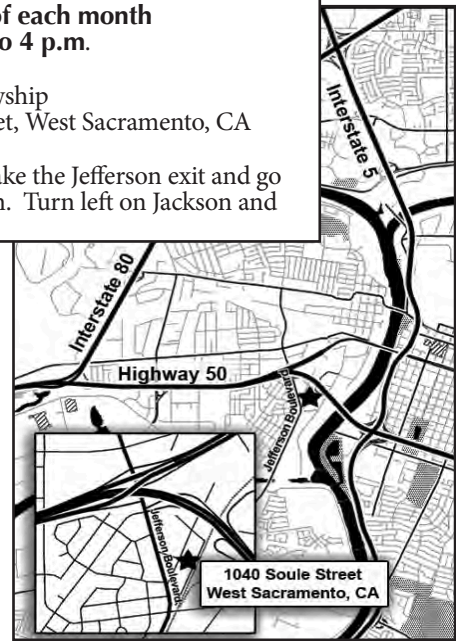 of each month
o 4 p.m.
wship
et, West Sacramento, CA
ake the Jefferson exit and go
n. Turn left on Jackson and
Interstate 5
Interstate 80
Highway 50
Jefferson Boulevard
Jefferson Boulevard
1040 Soule Street
West Sacramento, CA